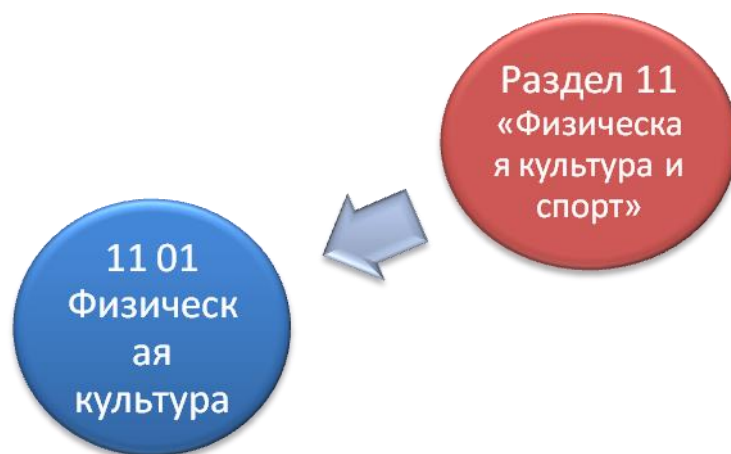 Раздел 11
«Физическа
я культура и
спорт»
11 01
Физическ
ая
культура